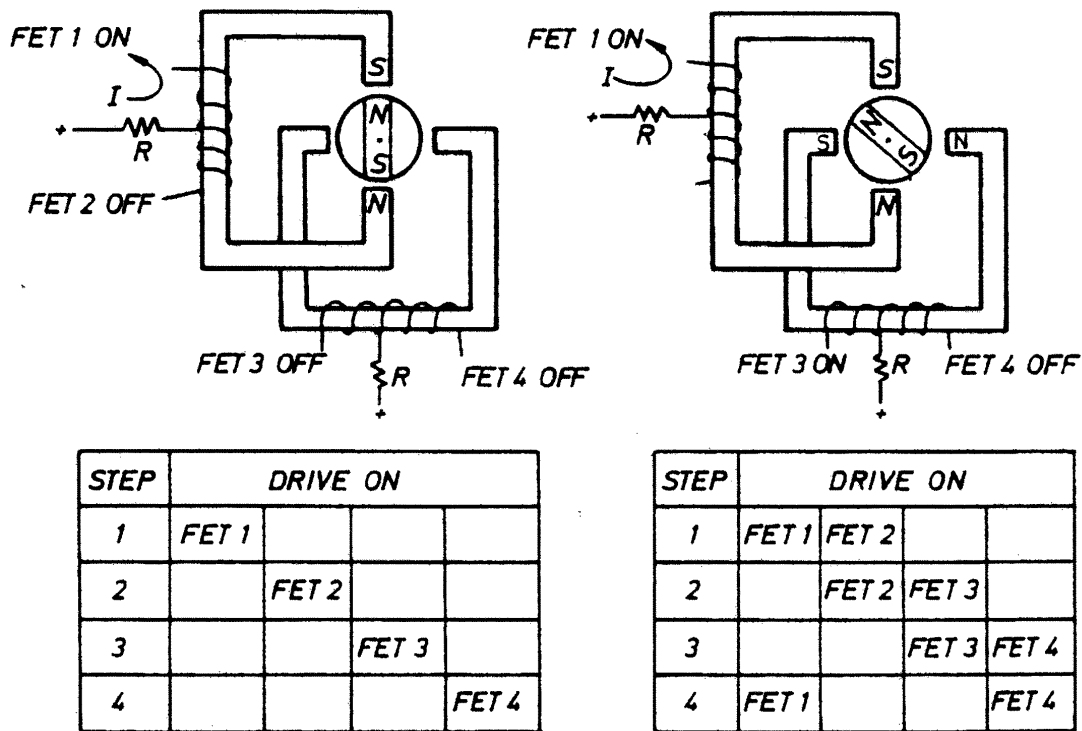 FET 1 ON
I
+
R
FET 2 OFF
S
N
S
N
FET 3 OFF
R
+
FET 4 OFF
FET 1 ON
I
+
R
S
S
N
S
N
N
FET 3 ON
R
+
FET 4 OFF
STEP DRIVE ON
1 FET 1
2 FET 2
3 FET 3
4 FET 4
STEP DRIVE ON
1 FET 1 FET 2
2 FET 2 FET 3
3 FET 3 FET 4
4 FET 1 FET 4